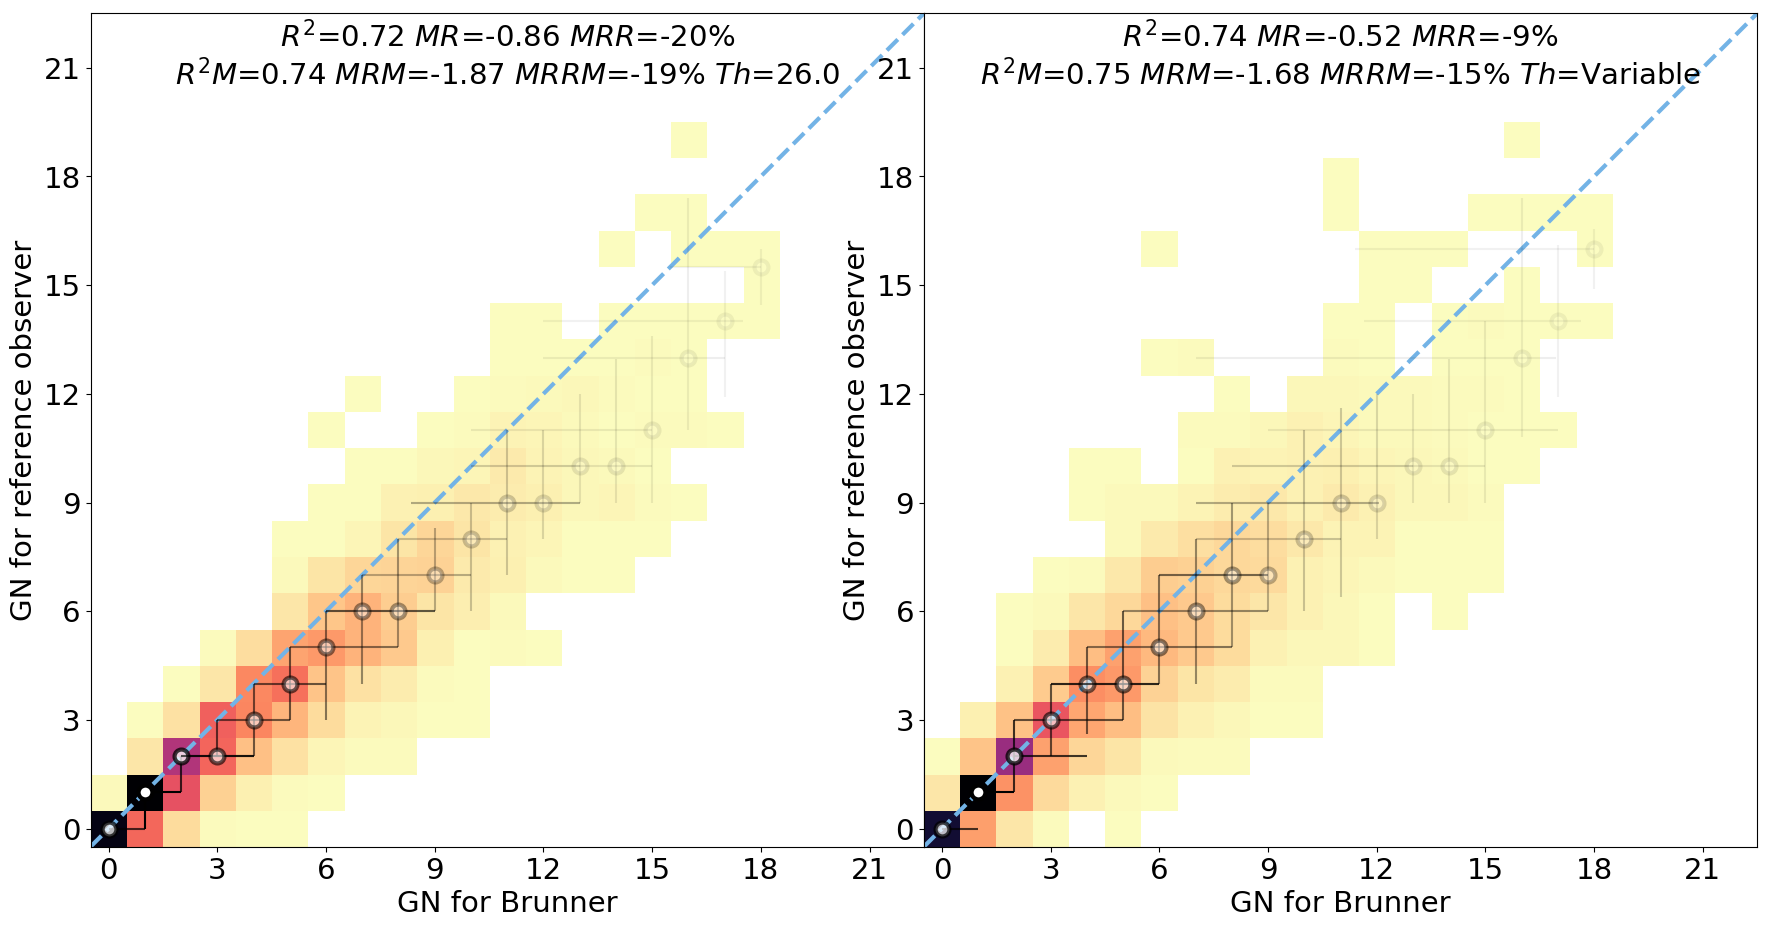 R²=0.72 MR=-0.86 MRR=-20%
R²M=0.74 MRM=-1.87 MRRM=-19% Th=26.0
21
18
15
12
9
6
3
0
GN for reference observer
0 3 6 9 12 15 18 21
GN for Brunner
R²=0.74 MR=-0.52 MRR=-9%
R²M=0.75 MRM=-1.68 MRRM=-15% Th=Variable
21
18
15
12
9
6
3
0
GN for reference observer
0 3 6 9 12 15 18 21
GN for Brunner